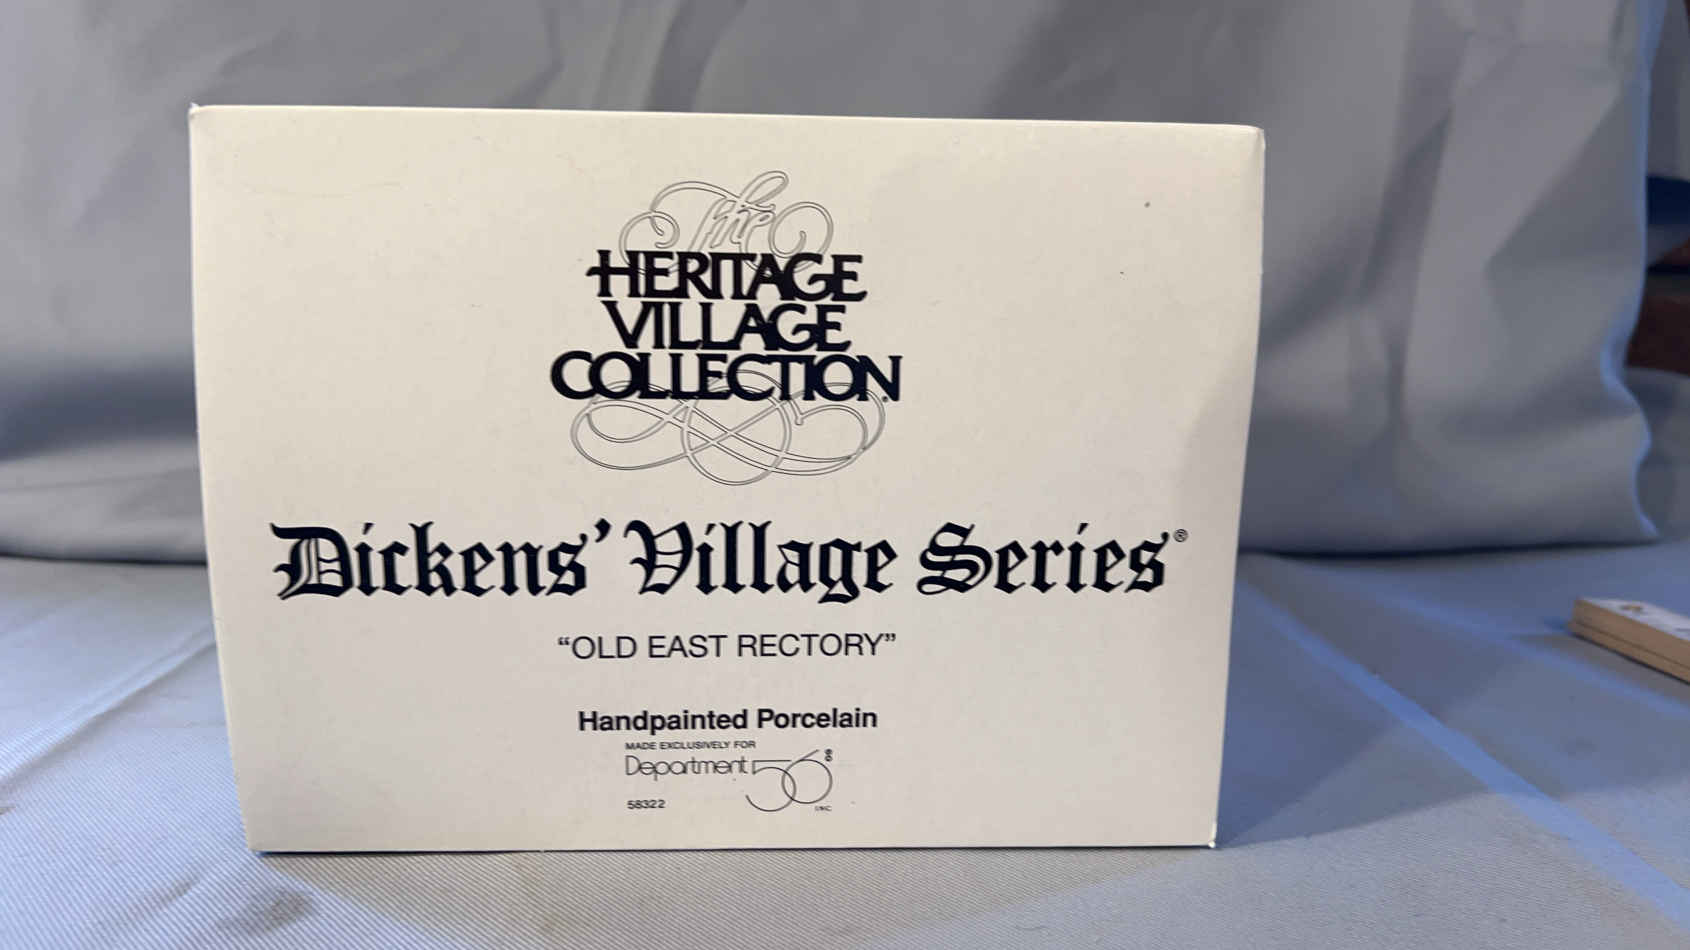 The
HERITAGE
VILLAGE
COLLECTION®
Dickens' Village Series®
“OLD EAST RECTORY”
Handpainted Porcelain
MADE EXCLUSIVELY FOR
Department 56®
58322
INC